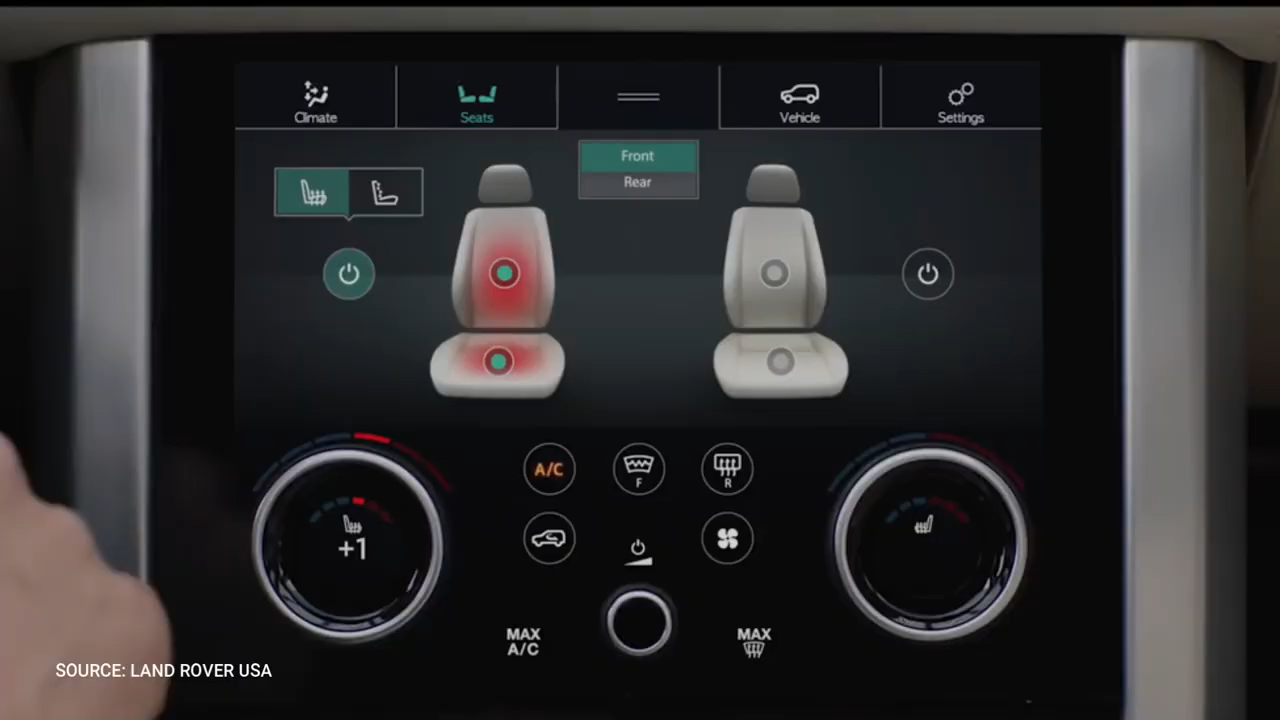 Climate
Seats
Vehicle
Settings
Front
Rear
A/C
F
R
+1
MAX
A/C
MAX
SOURCE: LAND ROVER USA